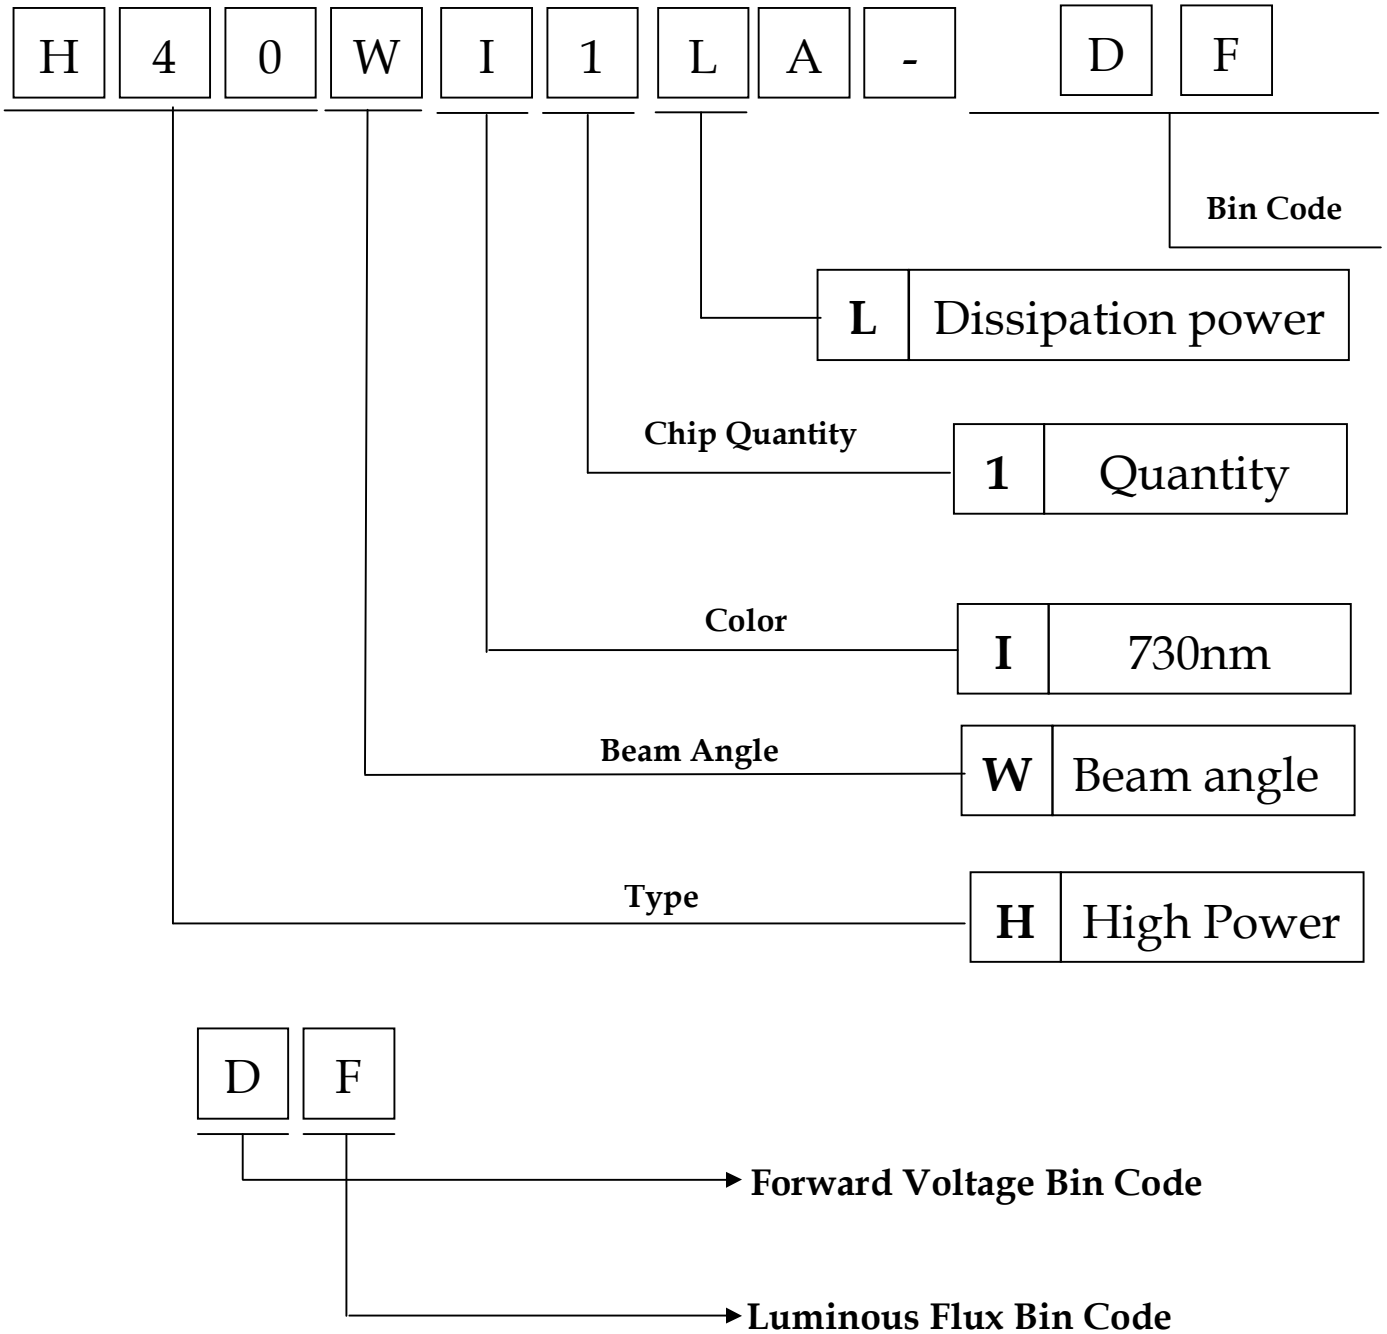 H 4 0 W I 1 L A - D F
Bin Code
L Dissipation power
Chip Quantity
1 Quantity
Color
I 730nm
Beam Angle
W Beam angle
Type
H High Power
D F
Forward Voltage Bin Code
Luminous Flux Bin Code